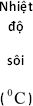 Nhiệt
độ
sôi
(⁰C)